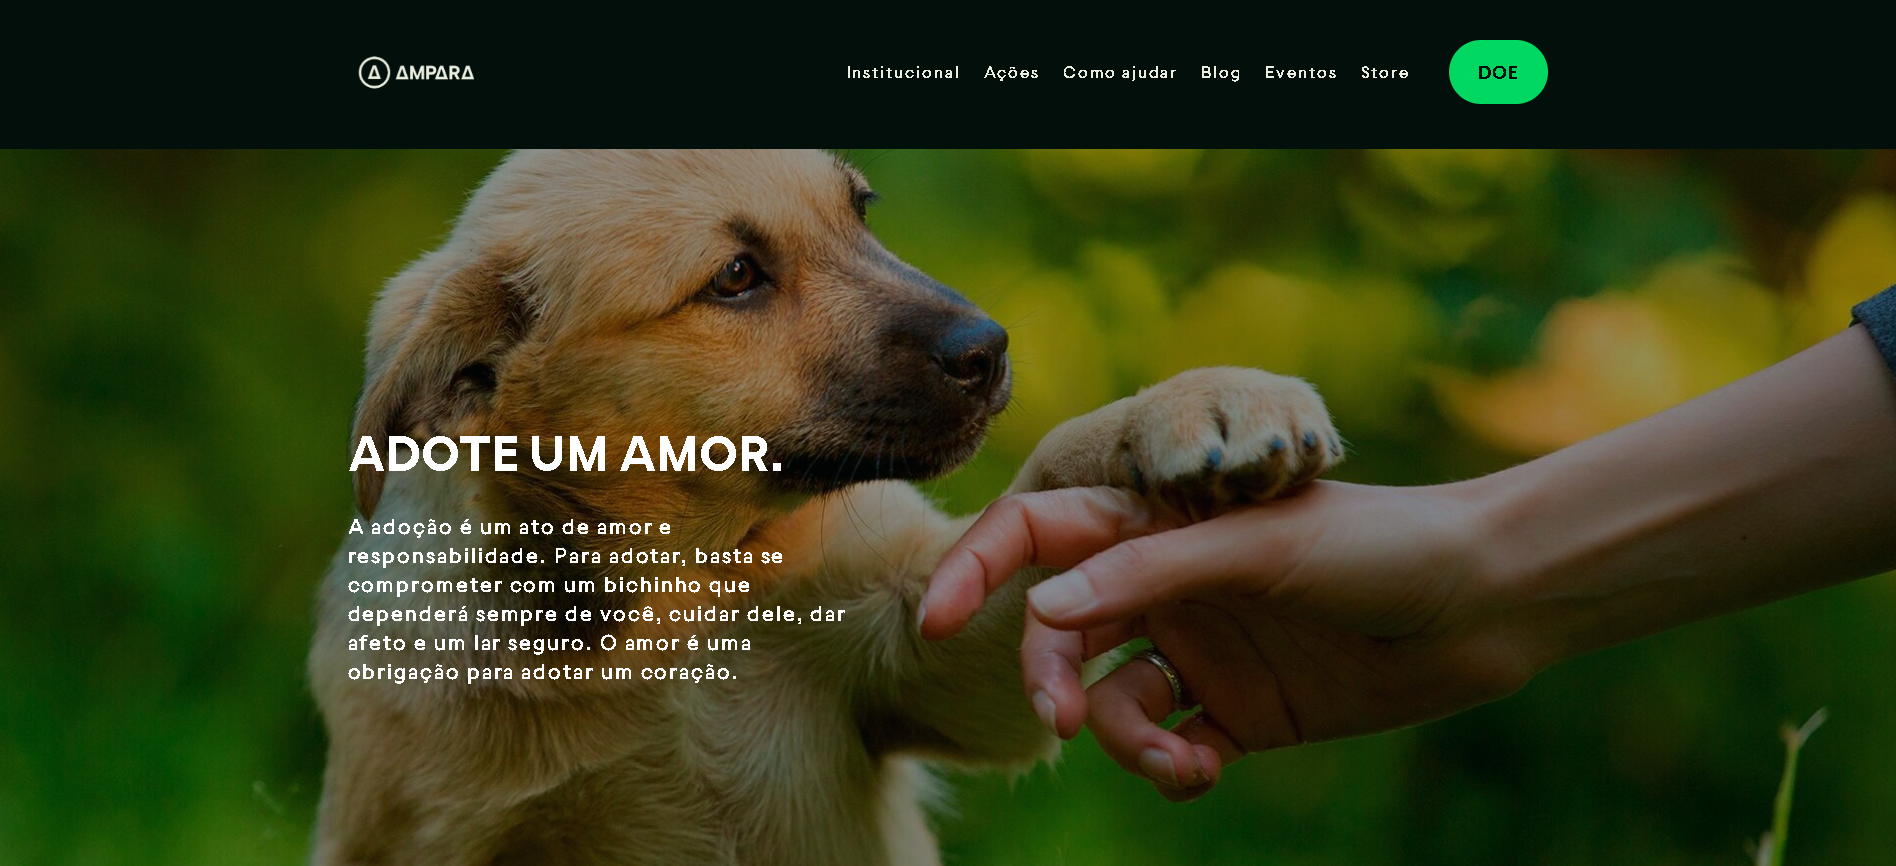 AMPARA
Institucional
Ações
Como ajudar
Blog
Eventos
Store
DOE
ADOTE UM AMOR.
A adoção é um ato de amor e
responsabilidade. Para adotar, basta se
comprometer com um bichinho que
dependerá sempre de você, cuidar dele, dar
afeto e um lar seguro. O amor é uma
obrigação para adotar um coração.